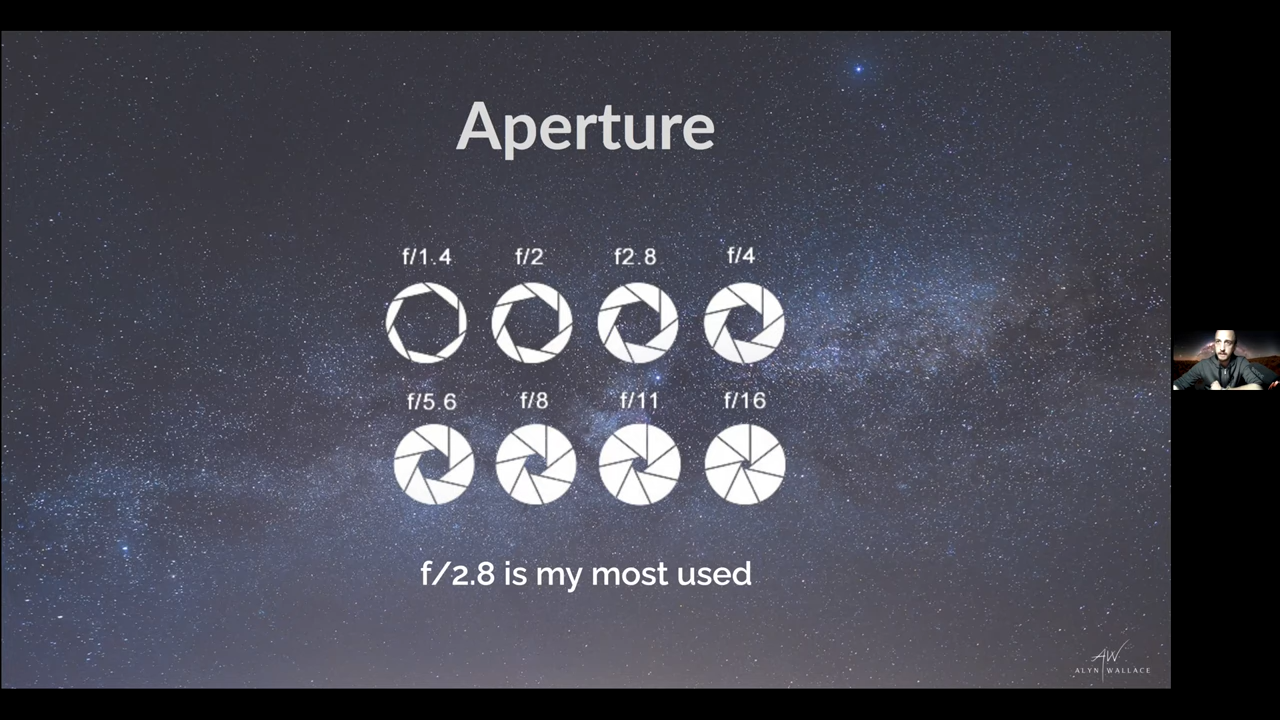 Aperture
f/1.4 f/2 f2.8 f/4
f/5.6 f/8 f/11 f/16
f/2.8 is my most used
AW
ALYN WALLACE